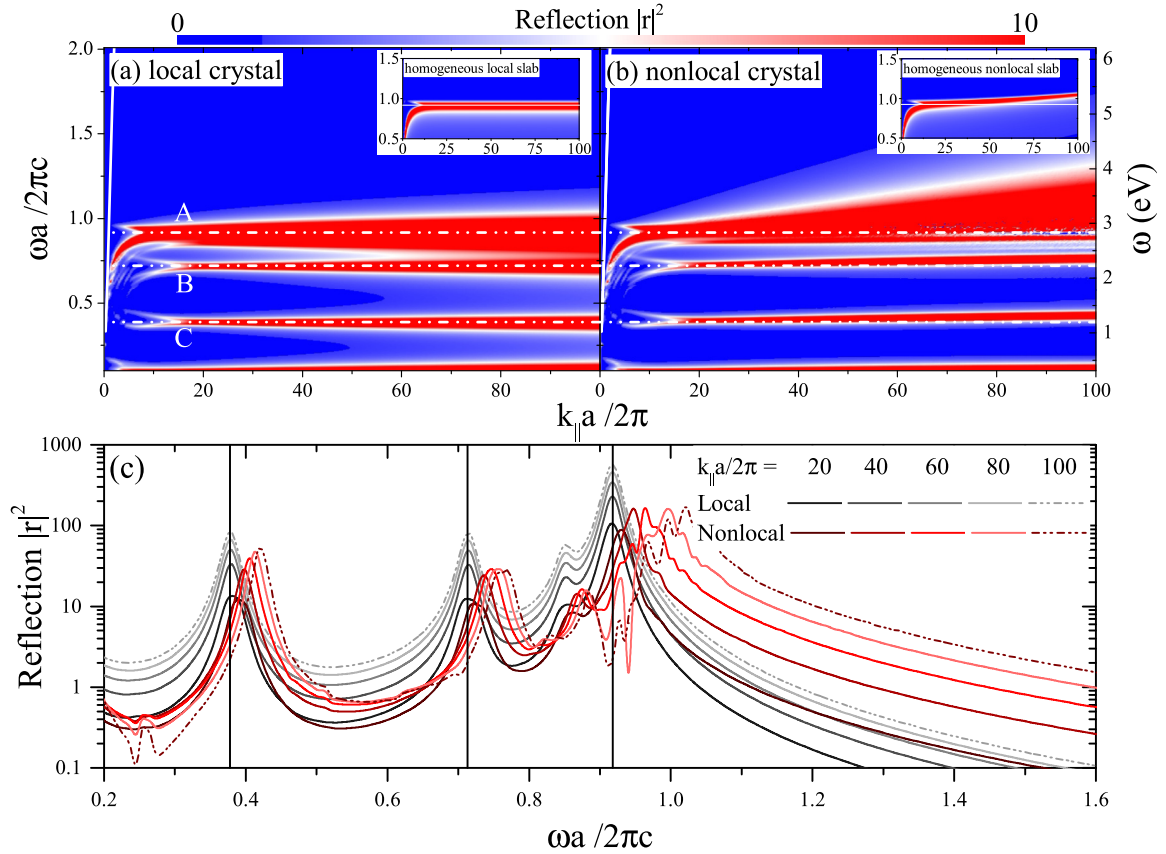 0 Reflection |r|² 10
(a) local crystal
homogeneous local slab
1.5
1.0
0.5
0 25 50 75 100
(b) nonlocal crystal
homogeneous nonlocal slab
1.5
1.0
0.5
0 25 50 75 100
2.0
1.5
1.0
0.5
ωa /2πc
A
B
C
6
5
4
3
2
1
ω (eV)
0 20 40 60 80 0 20 40 60 80 100
k||a /2π
(c)
1000
100
10
1
0.1
Reflection |r|²
k||a/2π = 20 40 60 80 100
Local
Nonlocal
0.2 0.4 0.6 0.8 1.0 1.2 1.4 1.6
ωa /2πc